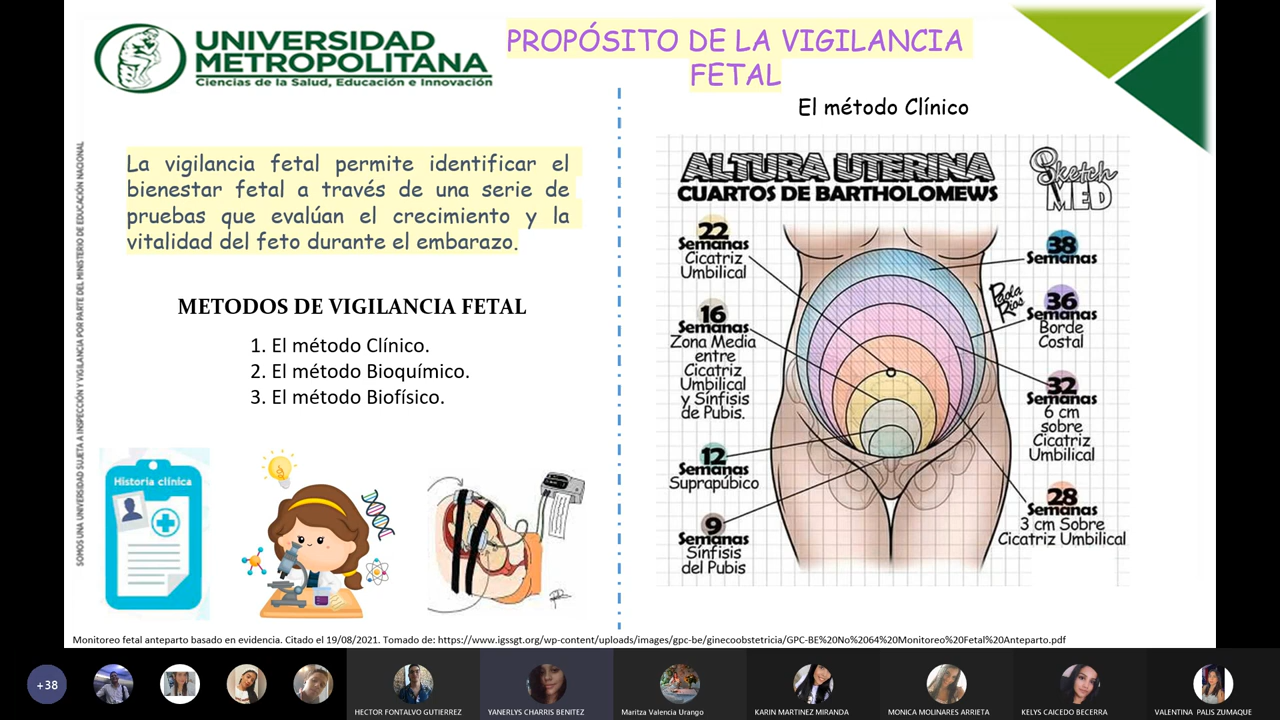 UNIVERSIDAD
METROPOLITANA
Ciencias de la Salud, Educación e Innovación
PROPÓSITO DE LA VIGILANCIA
FETAL
El método Clínico
SOMOS UNA UNIVERSIDAD SUJETA A INSPECCIÓN Y VIGILANCIA POR PARTE DEL MINISTERIO DE EDUCACIÓN NACIONAL
La vigilancia fetal permite identificar el
bienestar fetal a través de una serie de
pruebas que evalúan el crecimiento y la
vitalidad del feto durante el embarazo.
METODOS DE VIGILANCIA FETAL
1. El método Clínico.
2. El método Bioquímico.
3. El método Biofísico.
Historia clínica
ALTURA UTERINA
CUARTOS DE BARTHOLOMEWS
Sketch
MED
22
Semanas
Cicatriz
Umbilical
16
Semanas
Zona Media
entre
Cicatriz
Umbilical
y Sínfisis
de Pubis.
12
Semanas
Suprapúbico
9
Semanas
Sínfisis
del Pubis
38
Semanas
Paola
Rios
36
Semanas
Borde
Costal
32
Semanas
6 cm
sobre
Cicatriz
Umbilical
28
Semanas
3 cm Sobre
Cicatriz Umbilical
Monitoreo fetal anteparto basado en evidencia. Citado el 19/08/2021. Tomado de: https://www.igssgt.org/wp-content/uploads/images/gpc-be/ginecoobstetricia/GPC-BE%20No%2064%20Monitoreo%20Fetal%20Anteparto.pdf
+38
HECTOR FONTALVO GUTIERREZ
YANERLYS CHARRIS BENITEZ
Maritza Valencia Urango
KARIN MARTINEZ MIRANDA
MONICA MOLINARES ARRIETA
KELYS CAICEDO BECERRA
VALENTINA PALIS ZUMAQUE